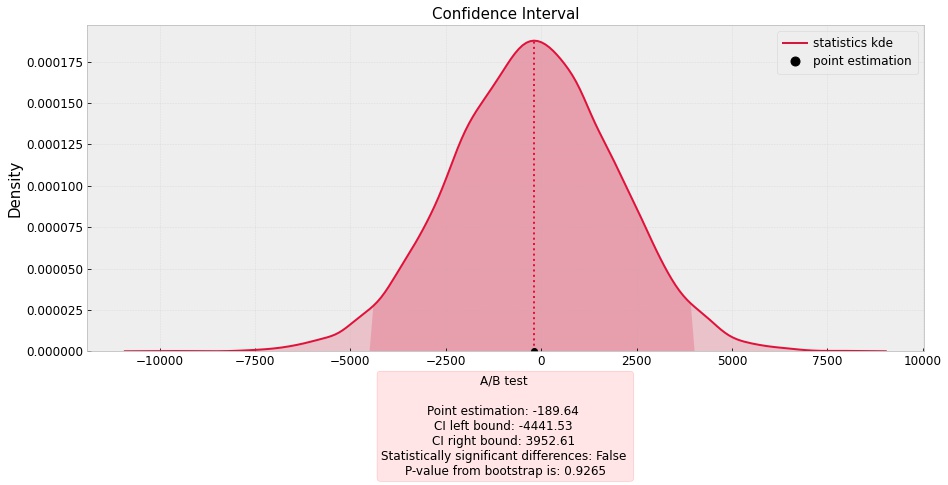 Confidence Interval
statistics kde
point estimation
Density
0.000175
0.000150
0.000125
0.000100
0.000075
0.000050
0.000025
0.000000
−10000 −7500 −5000 −2500 0 2500 5000 7500 10000
A/B test
Point estimation: -189.64
CI left bound: -4441.53
CI right bound: 3952.61
Statistically significant differences: False
P-value from bootstrap is: 0.9265